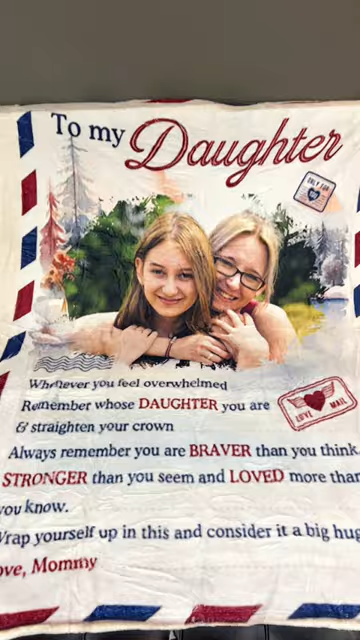 To my Daughter
ONLY FOR
Whenever you feel overwhelmed
Remember whose DAUGHTER you are
& straighten your crown
LOVE MAIL
Always remember you are BRAVER than you think,
STRONGER than you seem and LOVED more than
you know.
Wrap yourself up in this and consider it a big hug
Love, Mommy